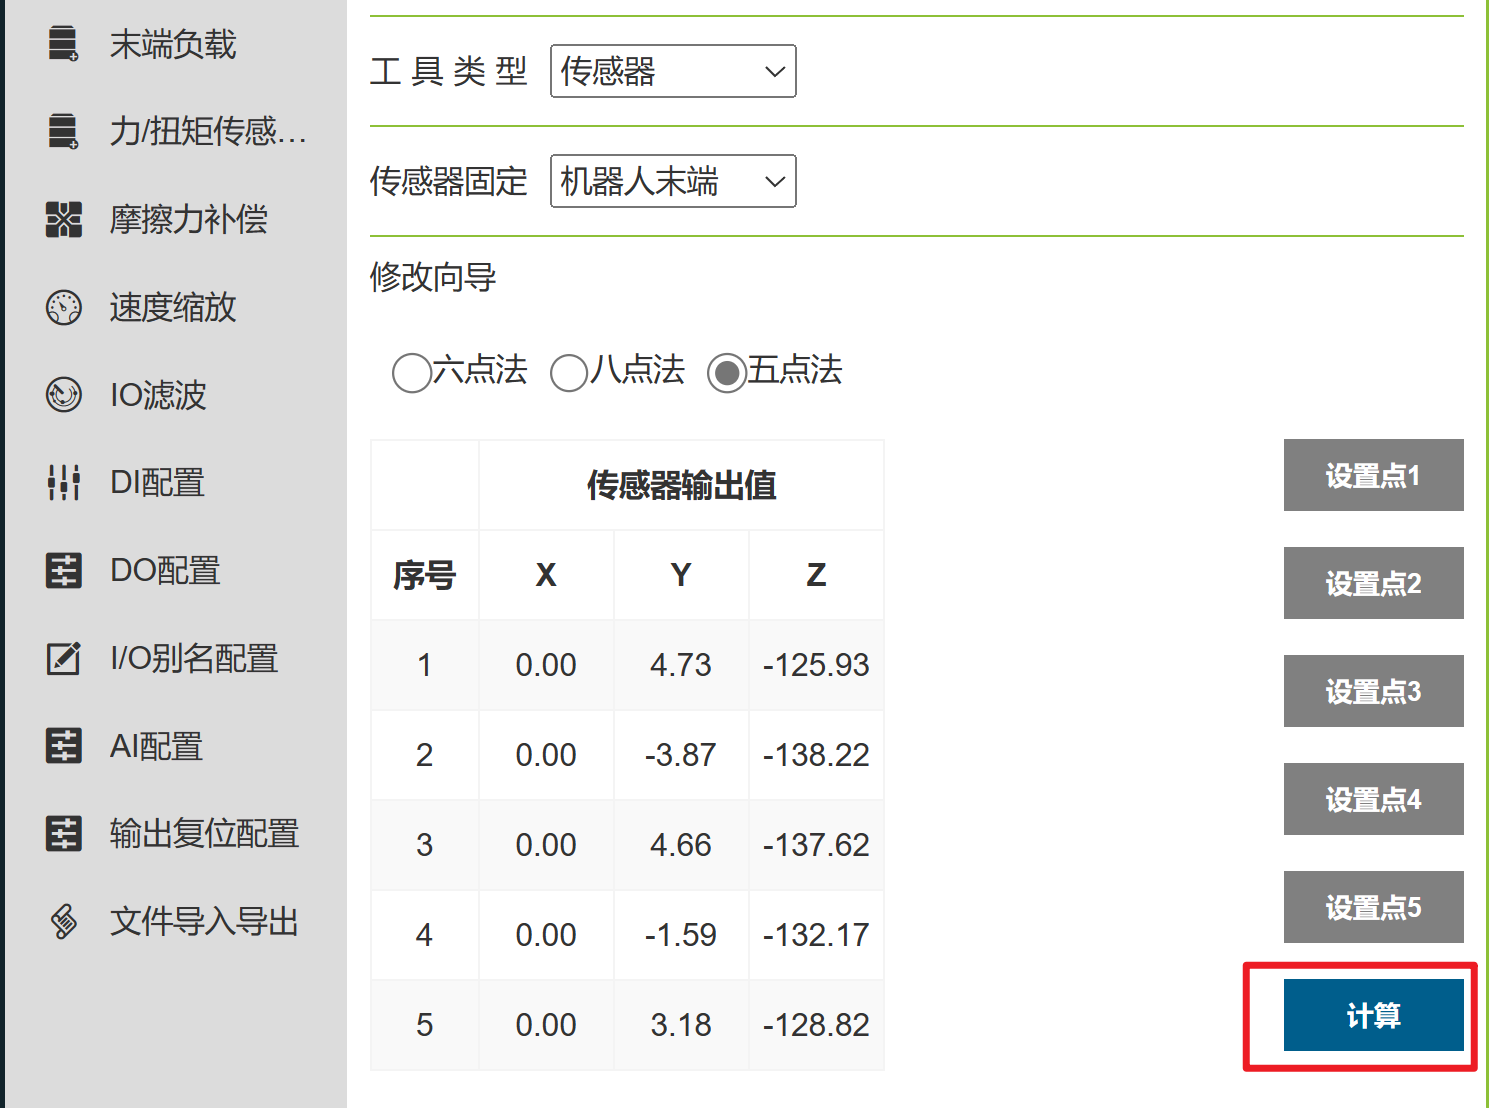 末端负载
力/扭矩传感...
摩擦力补偿
速度缩放
IO滤波
DI配置
DO配置
I/O别名配置
AI配置
输出复位配置
文件导入导出
工具类型 传感器
传感器固定 机器人末端
修改向导
六点法 八点法 五点法
传感器输出值
序号 X Y Z
1 0.00 4.73 -125.93
2 0.00 -3.87 -138.22
3 0.00 4.66 -137.62
4 0.00 -1.59 -132.17
5 0.00 3.18 -128.82
设置点1
设置点2
设置点3
设置点4
设置点5
计算